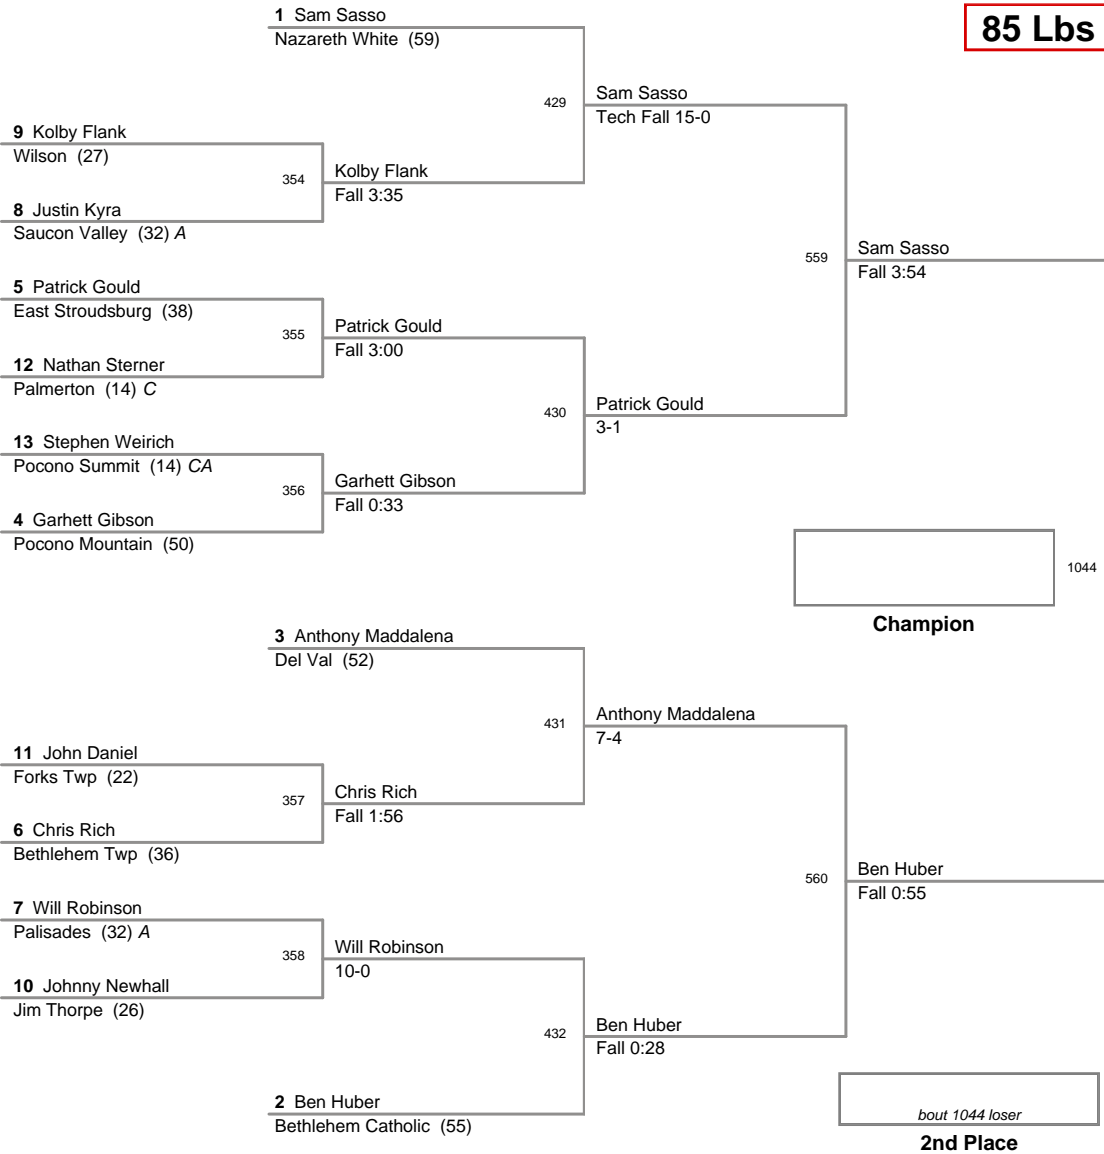 1 Sam Sasso
Nazareth White (59)
85 Lbs
429
Sam Sasso
Tech Fall 15-0
9 Kolby Flank
Wilson (27)
354
Kolby Flank
Fall 3:35
8 Justin Kyra
Saucon Valley (32) A
559
Sam Sasso
Fall 3:54
5 Patrick Gould
East Stroudsburg (38)
355
Patrick Gould
Fall 3:00
12 Nathan Sterner
Palmerton (14) C
430
Patrick Gould
3-1
13 Stephen Weirich
Pocono Summit (14) CA
356
Garhett Gibson
Fall 0:33
4 Garhett Gibson
Pocono Mountain (50)
1044
Champion
3 Anthony Maddalena
Del Val (52)
431
Anthony Maddalena
7-4
11 John Daniel
Forks Twp (22)
357
Chris Rich
Fall 1:56
6 Chris Rich
Bethlehem Twp (36)
560
Ben Huber
Fall 0:55
7 Will Robinson
Palisades (32) A
358
Will Robinson
10-0
10 Johnny Newhall
Jim Thorpe (26)
432
Ben Huber
Fall 0:28
2 Ben Huber
Bethlehem Catholic (55)
bout 1044 loser
2nd Place